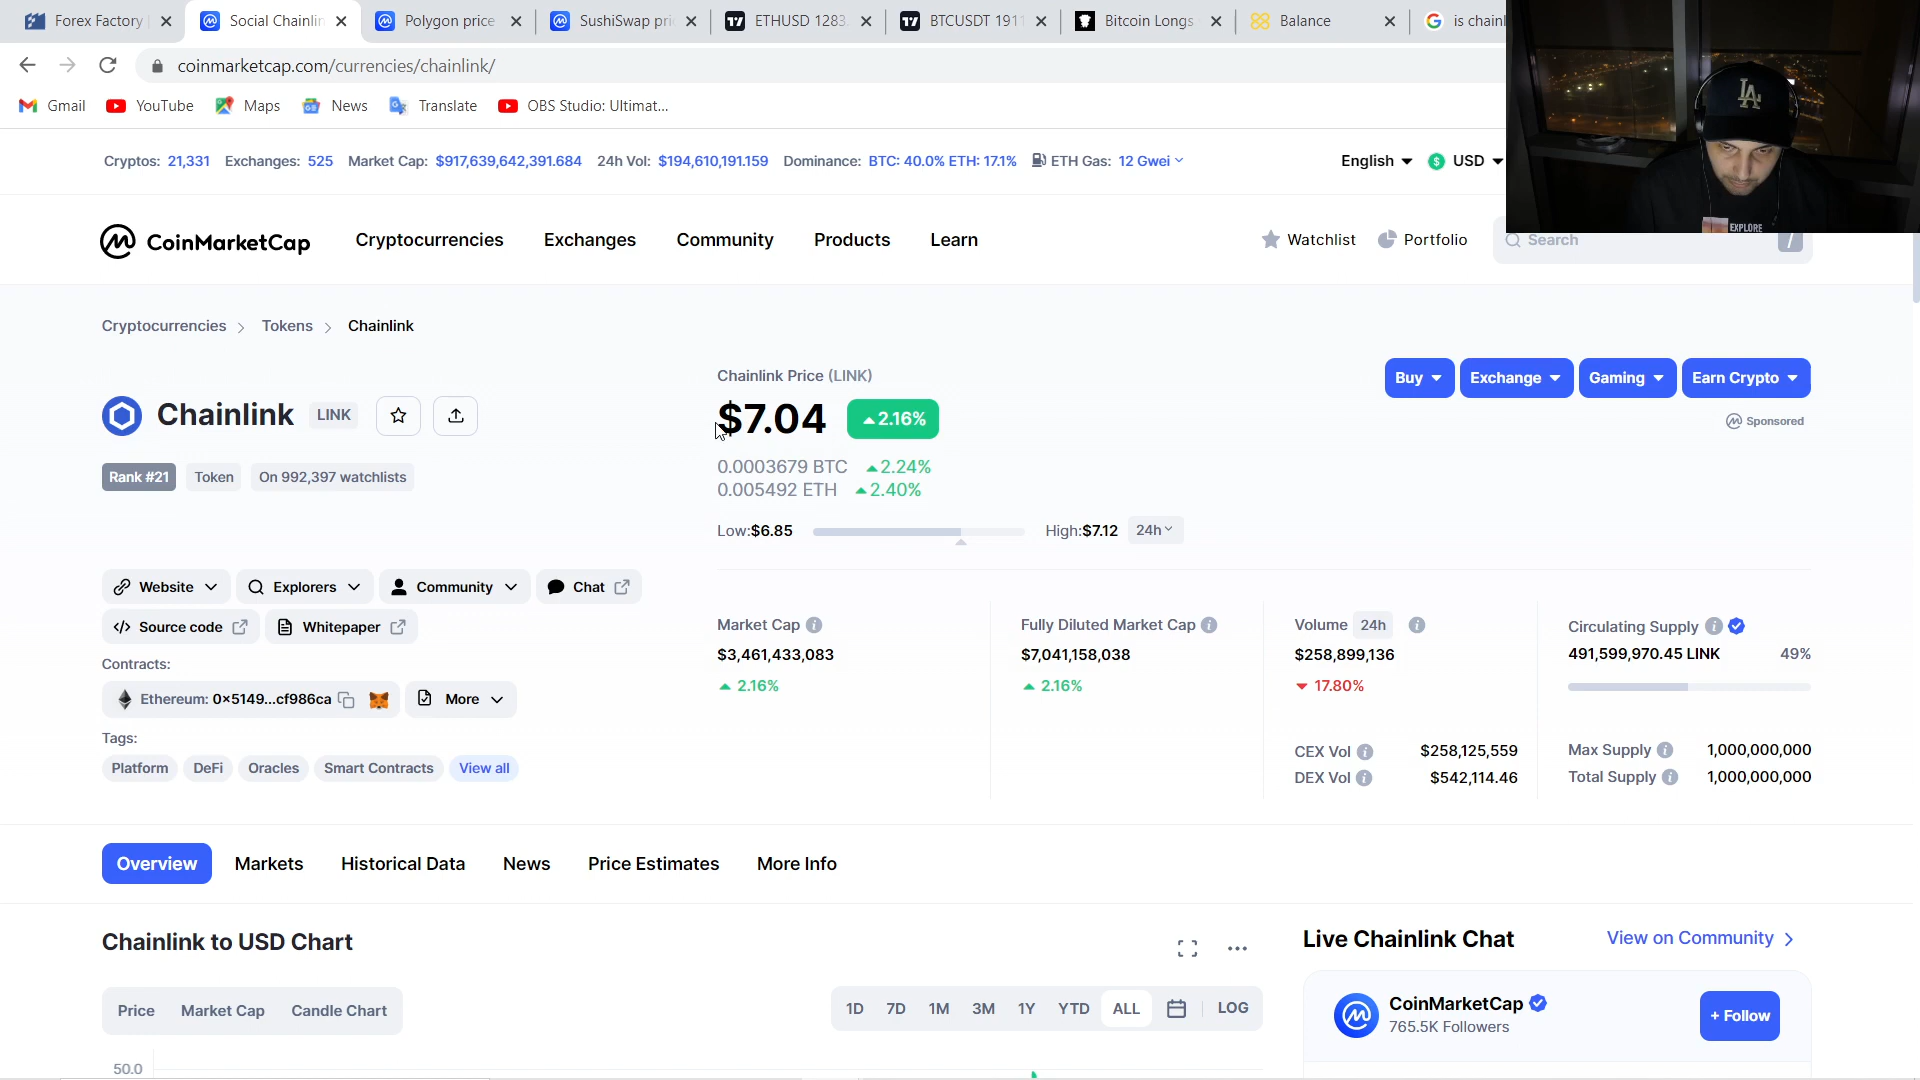 Forex Factory
Social Chainlin
Polygon price
SushiSwap pri
ETHUSD 1283
BTCUSDT 1911
Bitcoin Longs
Balance
is chainl
coinmarketcap.com/currencies/chainlink/
Gmail
YouTube
Maps
News
Translate
OBS Studio: Ultimat...
Cryptos: 21,331 Exchanges: 525 Market Cap: $917,639,642,391.684 24h Vol: $194,610,191.159 Dominance: BTC: 40.0% ETH: 17.1% ETH Gas: 12 Gwei
English
USD
LA
EXPLORE
CoinMarketCap
Cryptocurrencies Exchanges Community Products Learn
Watchlist Portfolio
Search /
Cryptocurrencies > Tokens > Chainlink
Chainlink LINK
Rank #21 Token On 992,397 watchlists
Chainlink Price (LINK)
$7.04 2.16%
0.0003679 BTC 2.24%
0.005492 ETH 2.40%
Low:$6.85 High:$7.12 24h
Buy Exchange Gaming Earn Crypto
Sponsored
Website Explorers Community Chat
Source code Whitepaper
Contracts:
Ethereum: 0x5149...cf986ca More
Tags:
Platform DeFi Oracles Smart Contracts View all
Market Cap
$3,461,433,083
2.16%
Fully Diluted Market Cap
$7,041,158,038
2.16%
Volume 24h
$258,899,136
17.80%
CEX Vol $258,125,559
DEX Vol $542,114.46
Circulating Supply
491,599,970.45 LINK 49%
Max Supply 1,000,000,000
Total Supply 1,000,000,000
Overview Markets Historical Data News Price Estimates More Info
Chainlink to USD Chart
Price Market Cap Candle Chart
1D 7D 1M 3M 1Y YTD ALL LOG
50.0
Live Chainlink Chat View on Community >
CoinMarketCap
765.5K Followers
+ Follow